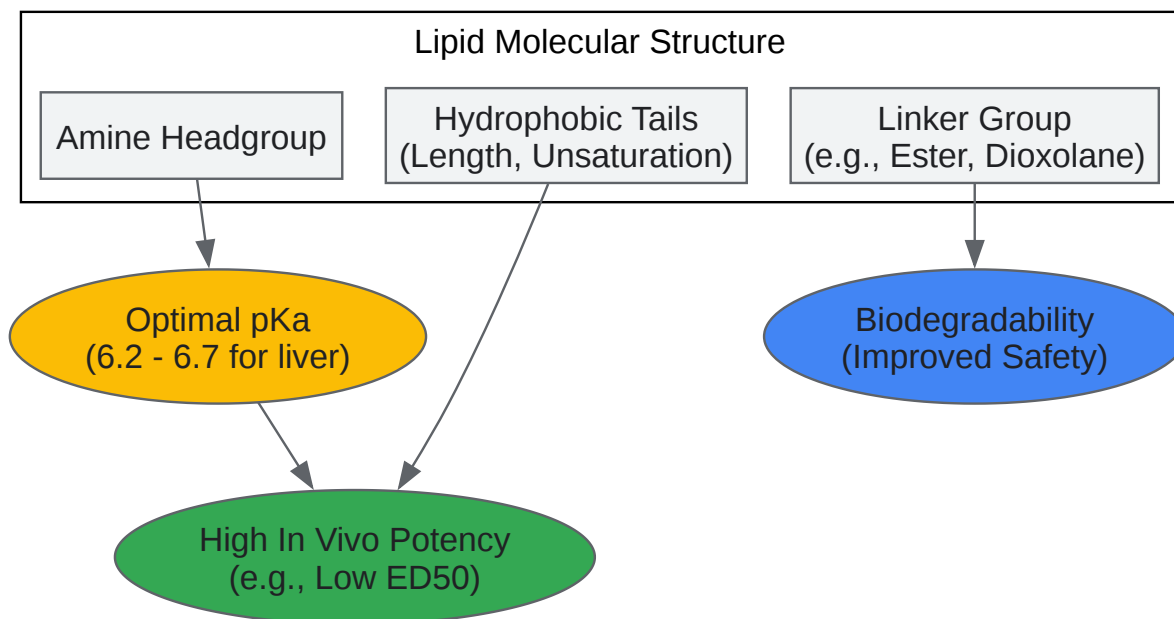 Lipid Molecular Structure
Amine Headgroup
Hydrophobic Tails
(Length, Unsaturation)
Linker Group
(e.g., Ester, Dioxolane)
Optimal pKa
(6.2 - 6.7 for liver)
Biodegradability
(Improved Safety)
High In Vivo Potency
(e.g., Low ED50)